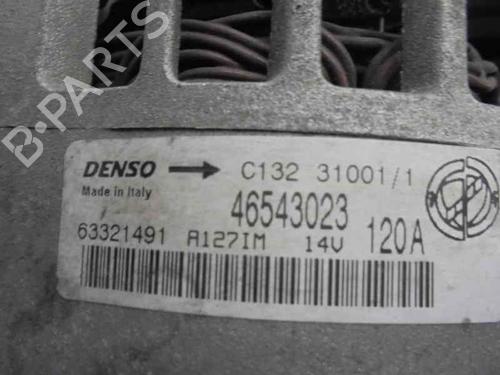 B-PARTS
DENSO C132 31001/1
Made in Italy
46543023
63321491 A127IM 14V 120A